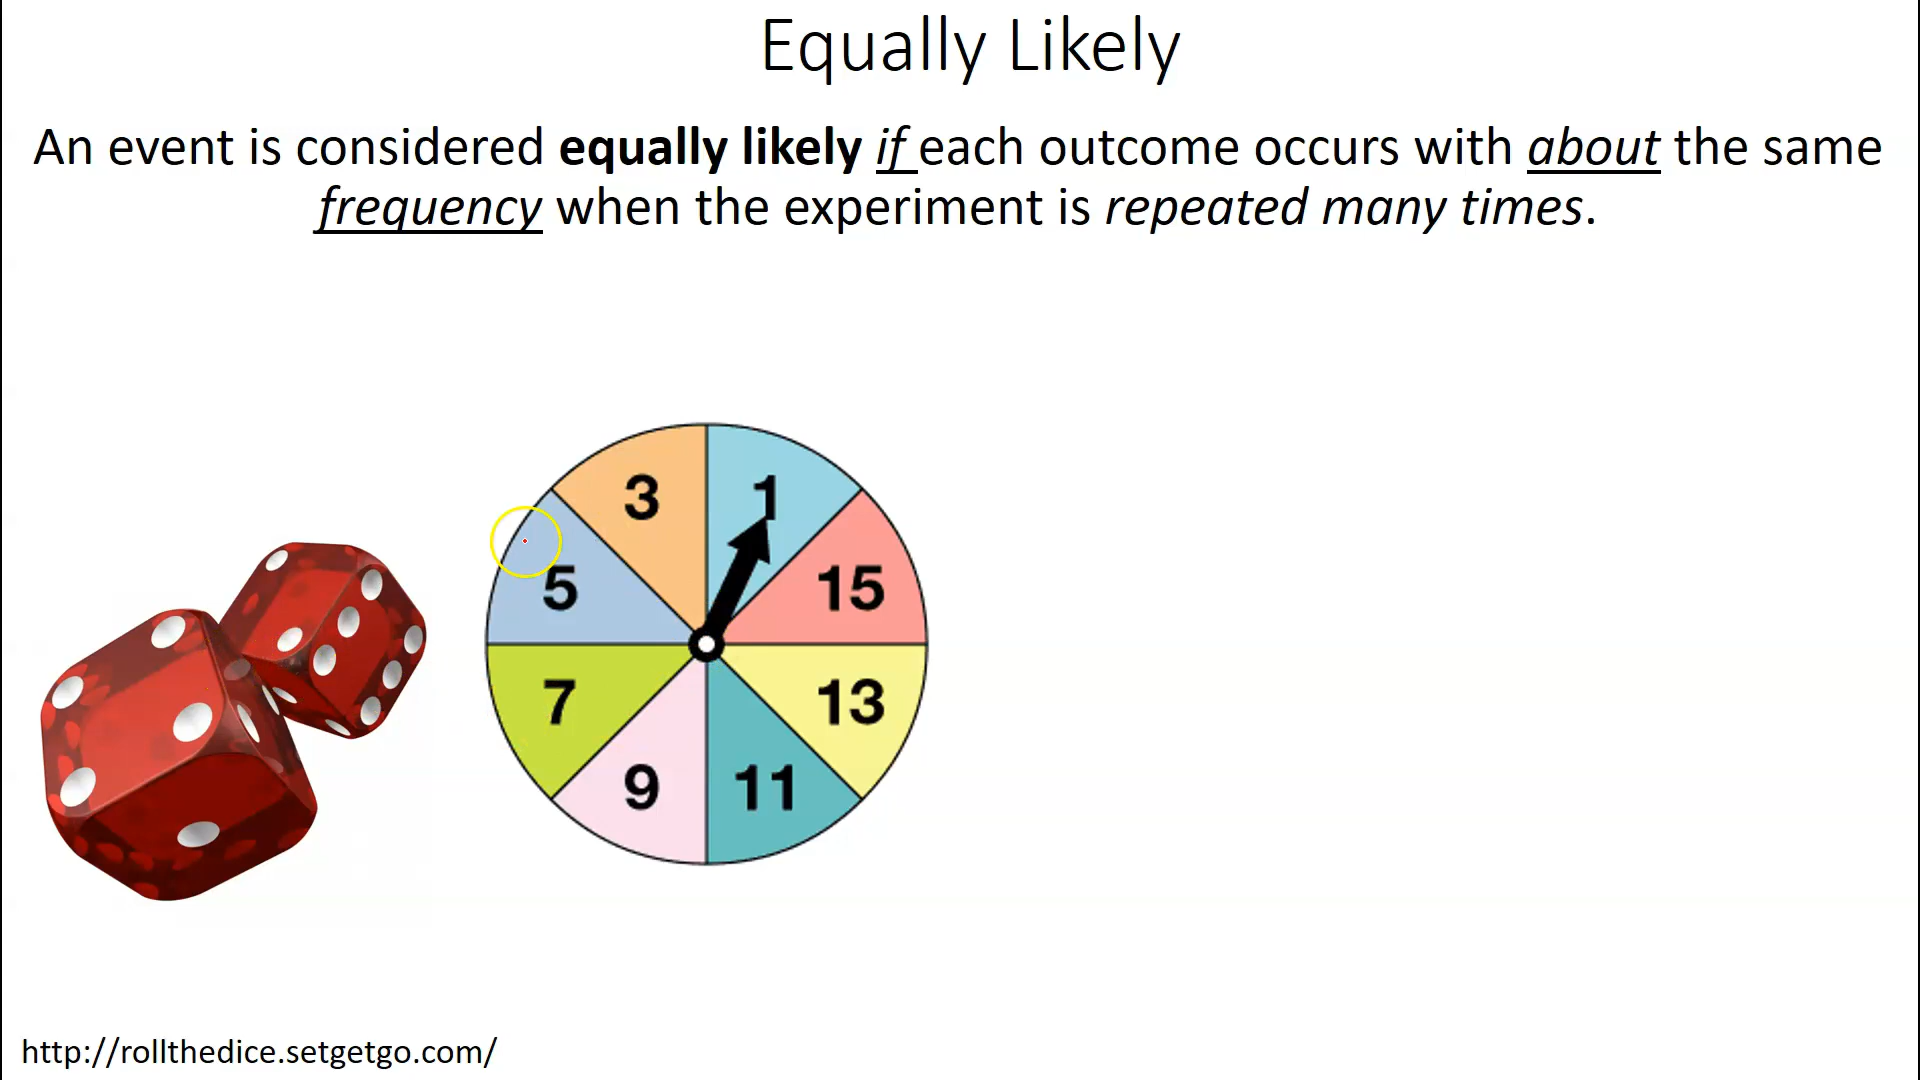 Equally Likely
An event is considered equally likely if each outcome occurs with about the same
frequency when the experiment is repeated many times.
3 1
5 15
7 13
9 11
http://rollthedice.setgetgo.com/